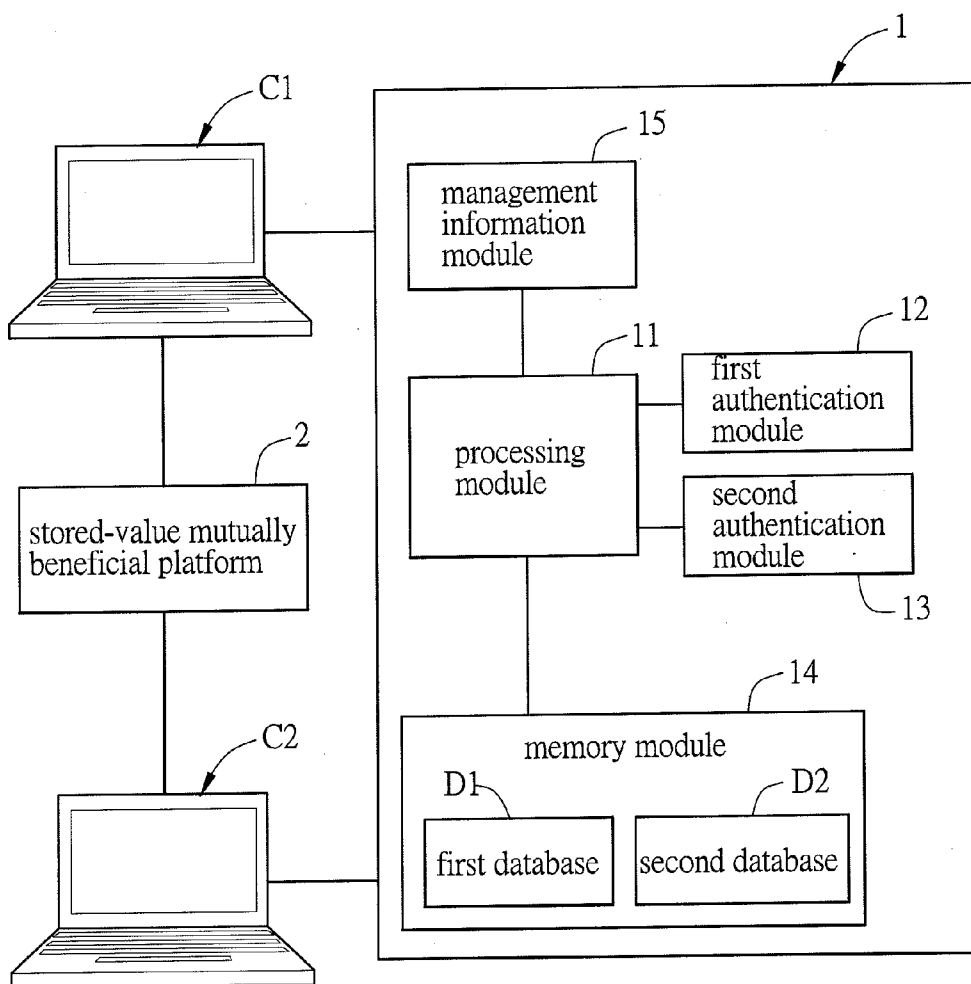 1
C1
15
management
information
module
11
12
first
authentication
module
processing
module
2
stored-value mutually
beneficial platform
second
authentication
module
13
14
memory module
C2
D1
D2
first database
second database